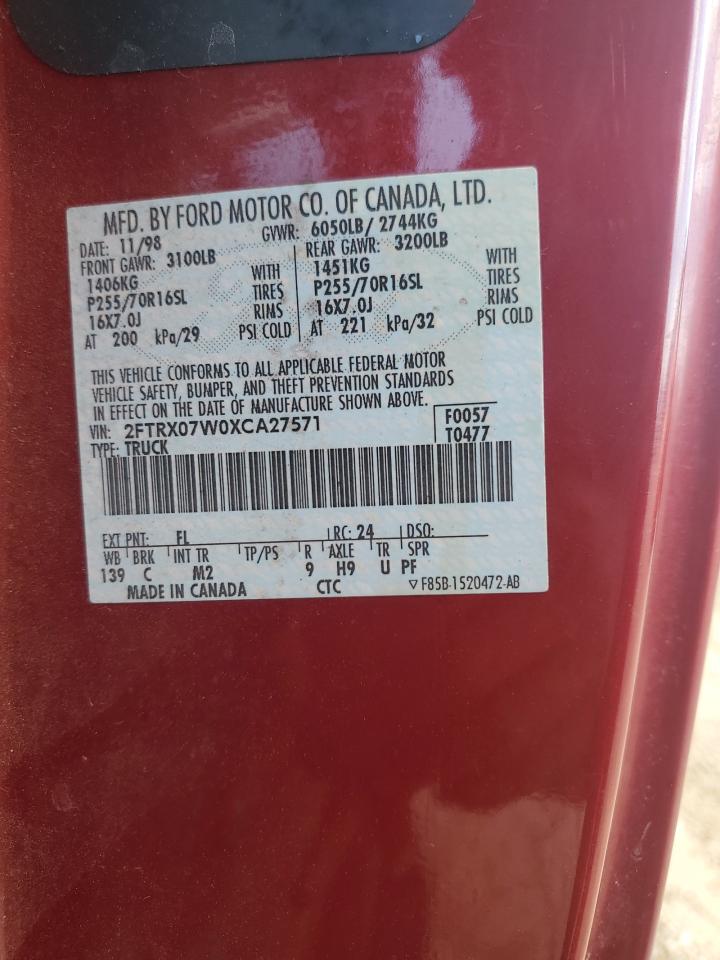 MFD. BY FORD MOTOR CO. OF CANADA, LTD.
DATE: 11/98 GVWR: 6050LB/ 2744KG
FRONT GAWR: 3100LB REAR GAWR: 3200LB
1406KG WITH 1451KG WITH
P255/70R16SL TIRES P255/70R16SL TIRES
16X7.0J RIMS 16X7.0J RIMS
AT 200 kPa/29 PSI COLD AT 221 kPa/32 PSI COLD
THIS VEHICLE CONFORMS TO ALL APPLICABLE FEDERAL MOTOR
VEHICLE SAFETY, BUMPER, AND THEFT PREVENTION STANDARDS
IN EFFECT ON THE DATE OF MANUFACTURE SHOWN ABOVE.
VIN: 2FTRX07W0XCA27571 F0057
TYPE: TRUCK T0477
EXT PNT: FL RC: 24 DSO:
WB BRK INT TR TP/PS R AXLE TR SPR
139 C M2 9 H9 U PF
MADE IN CANADA CTC ▽F85B-1520472-AB